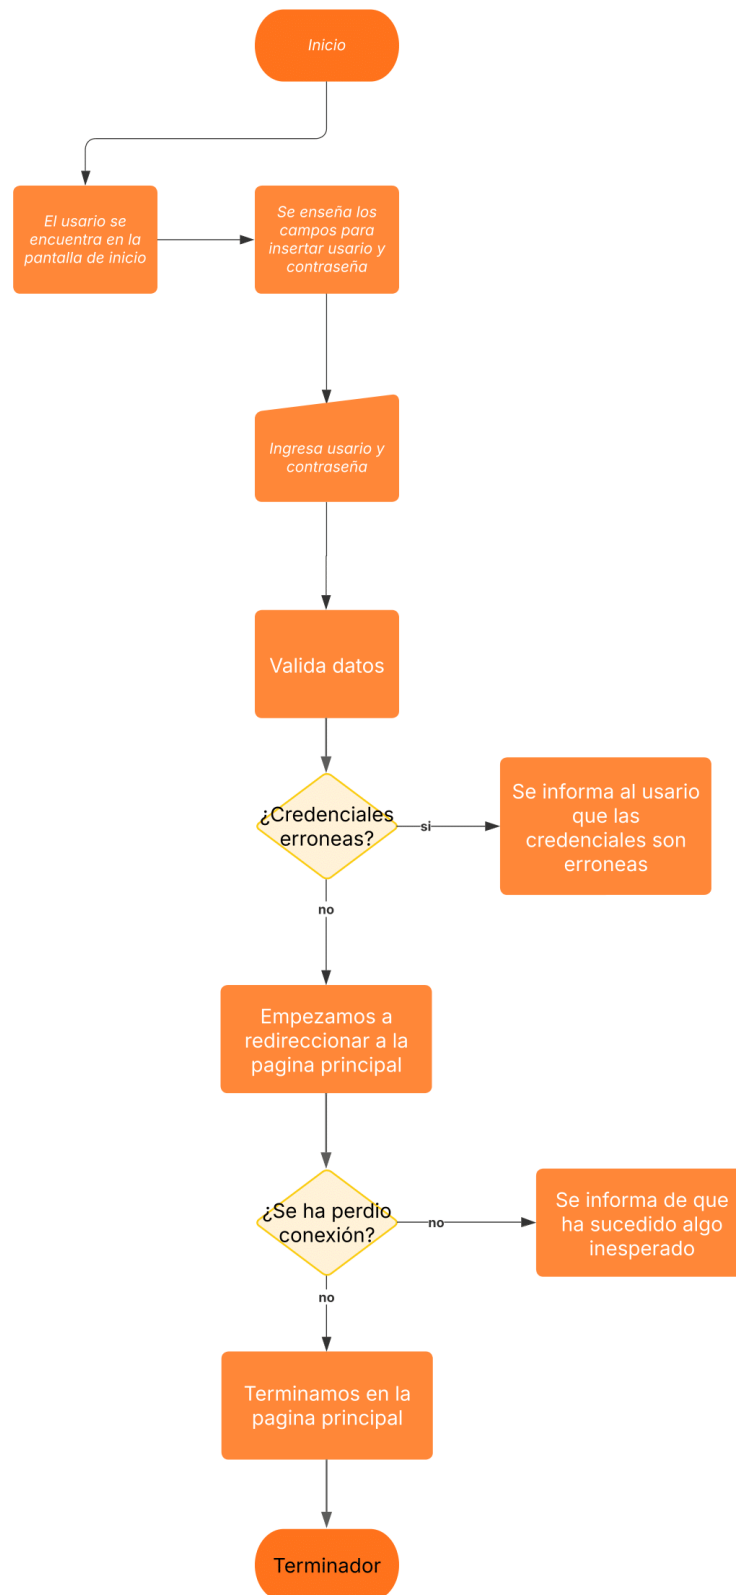 Inicio
El usario se
encuentra en la
pantalla de inicio
Se enseña los
campos para
insertar usario y
contraseña
Ingresa usario y
contraseña
Valida datos
¿Credenciales
erroneas?
si
Se informa al usario
que las
credenciales son
erroneas
no
Empezamos a
redireccionar a la
pagina principal
¿Se ha perdio
conexión?
no
Se informa de que
ha sucedido algo
inesperado
no
Terminamos en la
pagina principal
Terminador